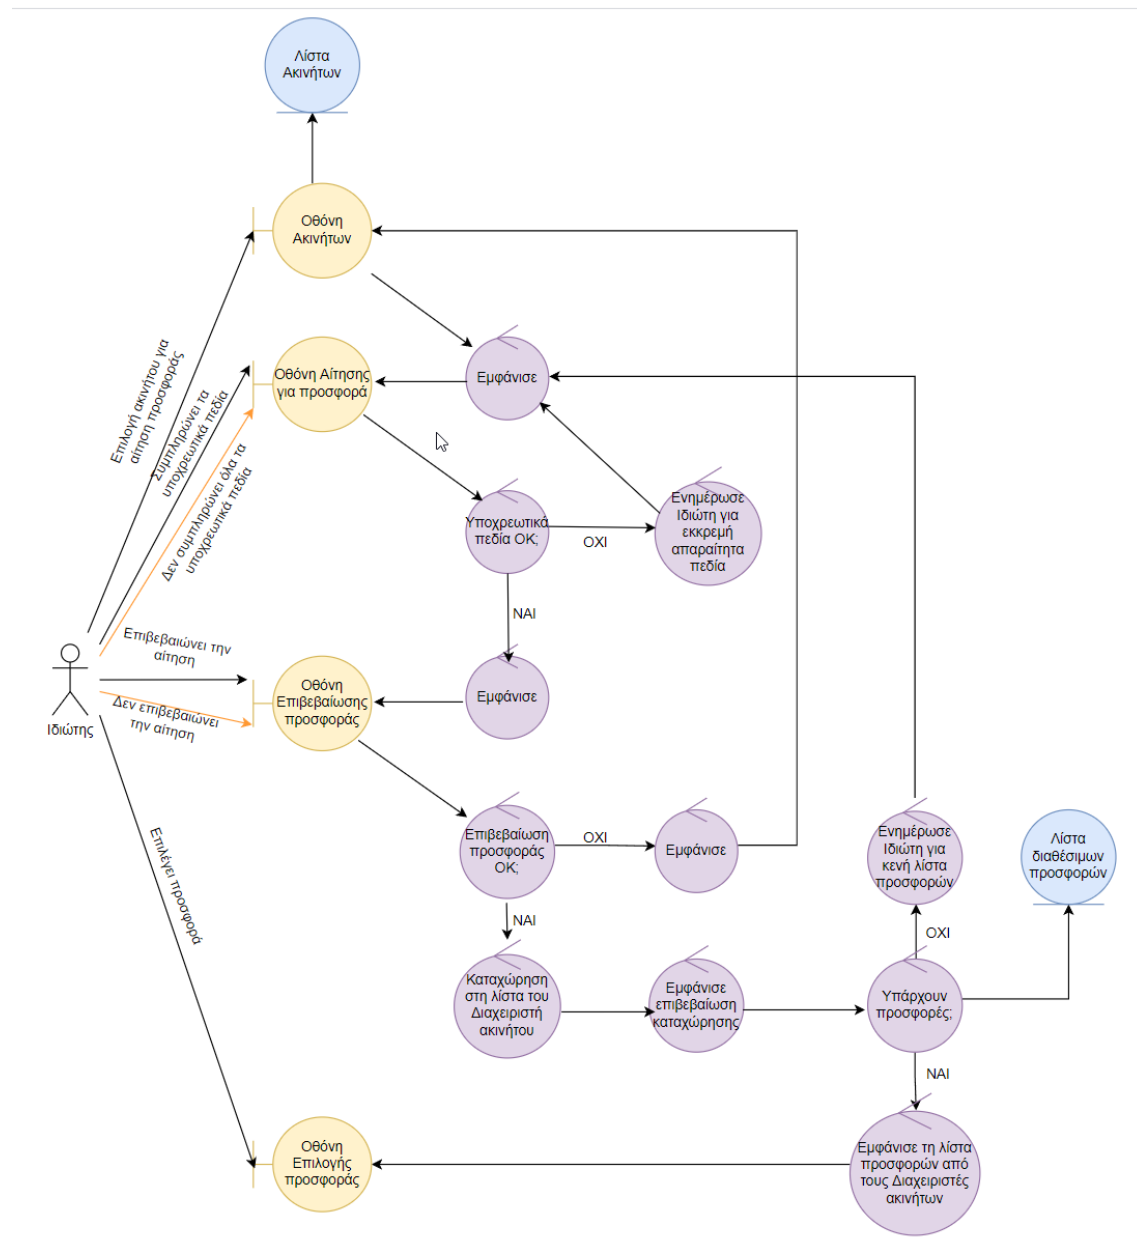 Λίστα
Ακινήτων
Οθόνη
Ακινήτων
Επιλογή ακινήτου για
αίτηση προσφοράς
Οθόνη Αίτησης
για προσφορά
Εμφάνισε
Συμπληρώνει τα
υποχρεωτικά πεδία
Δεν συμπληρώνει όλα τα
υποχρεωτικά πεδία
Υποχρεωτικά
πεδία ΟΚ;
ΟΧΙ
Ενημέρωσε
Ιδιώτη για
εκκρεμή
απαραίτητα
πεδία
ΝΑΙ
Επιβεβαιώνει την
αίτηση
Ιδιώτης
Δεν επιβεβαιώνει
την αίτηση
Οθόνη
Επιβεβαίωσης
προσφοράς
Εμφάνισε
Επιλέγει προσφορά
Επιβεβαίωση
προσφοράς
ΟΚ;
ΟΧΙ
Εμφάνισε
Ενημέρωσε
Ιδιώτη για
κενή λίστα
προσφορών
Λίστα
διαθέσιμων
προσφορών
ΝΑΙ
ΟΧΙ
Καταχώρηση
στη λίστα του
Διαχειριστή
ακινήτου
Εμφάνισε
επιβεβαίωση
καταχώρησης
Υπάρχουν
προσφορές;
ΝΑΙ
Οθόνη
Επιλογής
προσφοράς
Εμφάνισε τη λίστα
προσφορών από
τους Διαχειριστές
ακινήτων